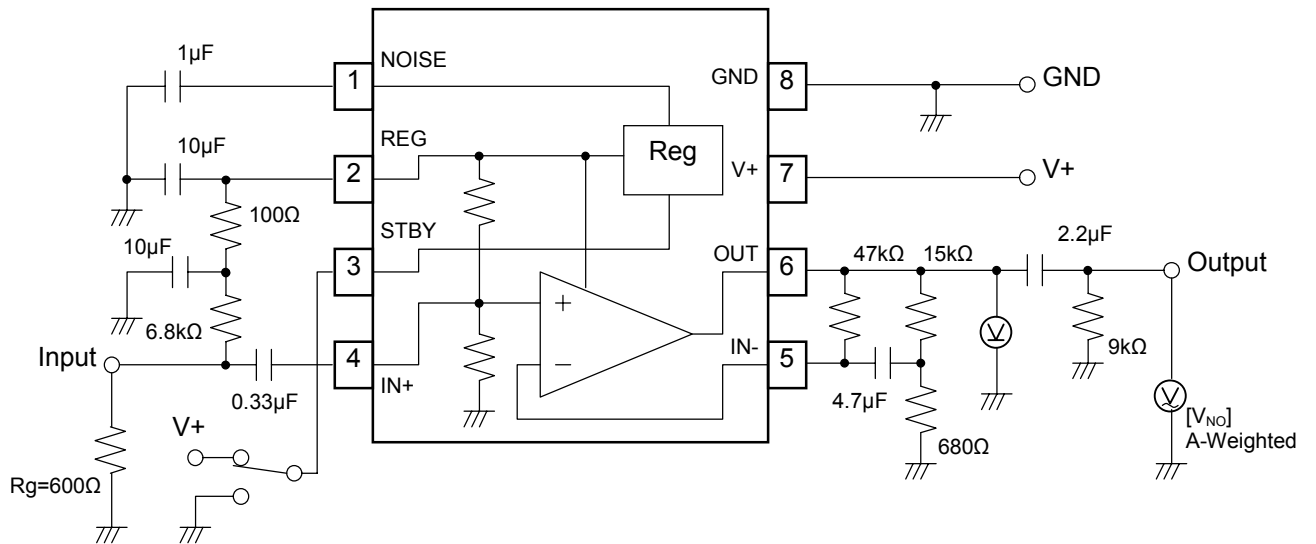 1µF
1
NOISE
GND
8
GND
10µF
2
REG
Reg
V+
7
V+
100Ω
10µF
3
STBY
OUT
6
47kΩ
15kΩ
2.2µF
Output
6.8kΩ
+
−
9kΩ
Input
4
IN+
IN-
5
0.33µF
4.7µF
680Ω
V
V
[VNO]
A-Weighted
V+
Rg=600Ω